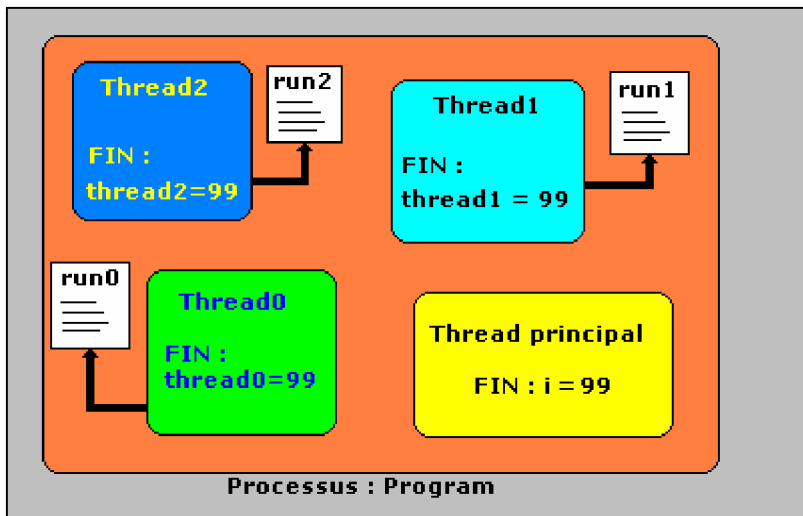 Thread2
FIN :
thread2=99
run2
Thread1
FIN :
thread1 = 99
run1
run0
Thread0
FIN :
thread0=99
Thread principal
FIN : i = 99
Processus : Program